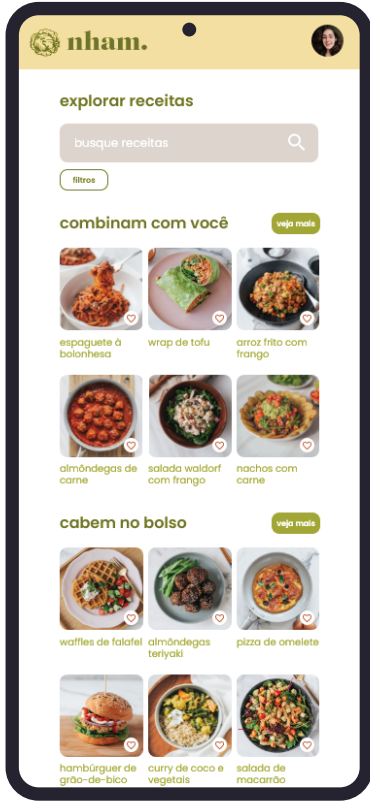 nham.
explorar receitas
busque receitas
filtros
combinam com você
veja mais
espaguete à
bolonhesa
wrap de tofu
arroz frito com
frango
almôndegas de
carne
salada waldorf
com frango
nachos com
carne
cabem no bolso
veja mais
waffles de falafel
almôndegas
teriyaki
pizza de omelete
hambúrguer de
grão-de-bico
curry de coco e
vegetais
salada de
macarrão